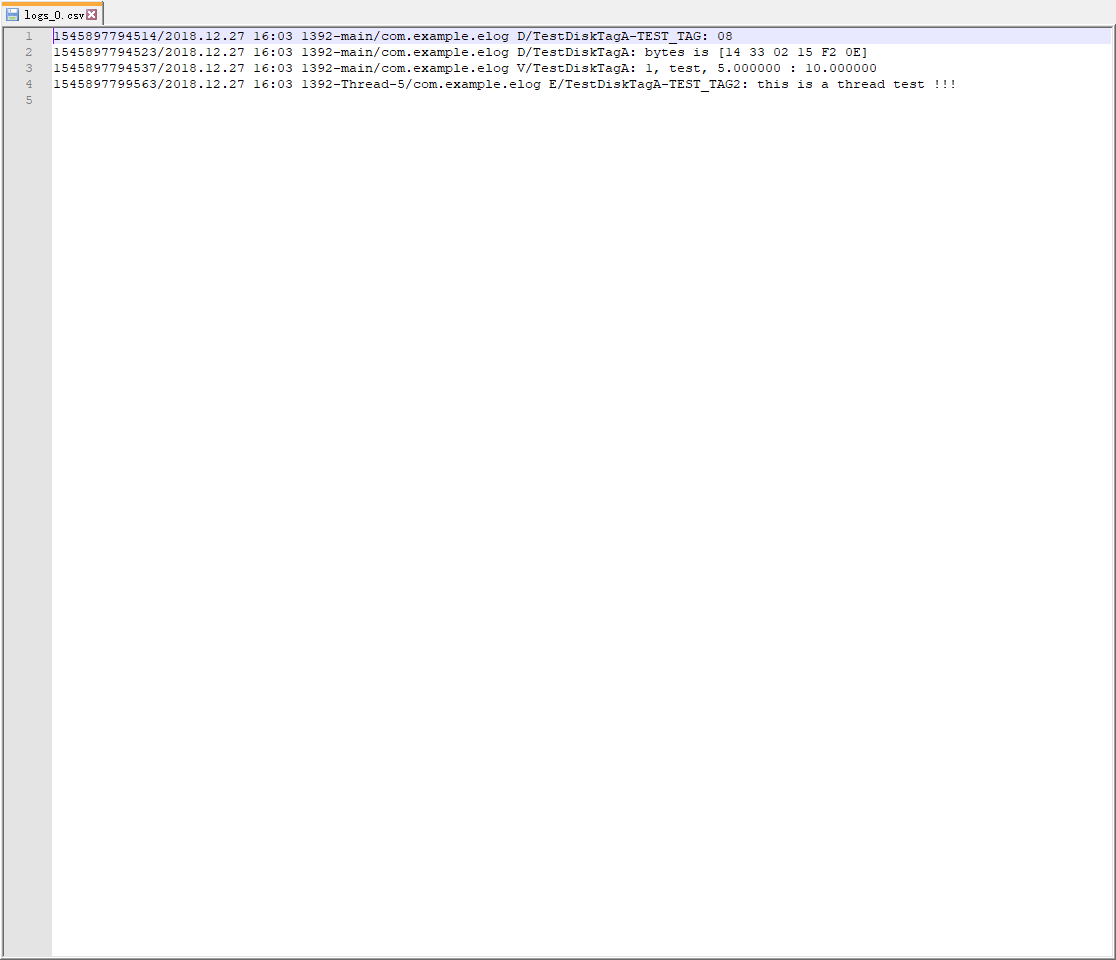 logs_0.csv
1 1545897794514/2018.12.27 16:03 1392-main/com.example.elog D/TestDiskTagA-TEST_TAG: 08
2 1545897794523/2018.12.27 16:03 1392-main/com.example.elog D/TestDiskTagA: bytes is [14 33 02 15 F2 0E]
3 1545897794537/2018.12.27 16:03 1392-main/com.example.elog V/TestDiskTagA: 1, test, 5.000000 : 10.000000
4 1545897799563/2018.12.27 16:03 1392-Thread-5/com.example.elog E/TestDiskTagA-TEST_TAG2: this is a thread test !!!
5